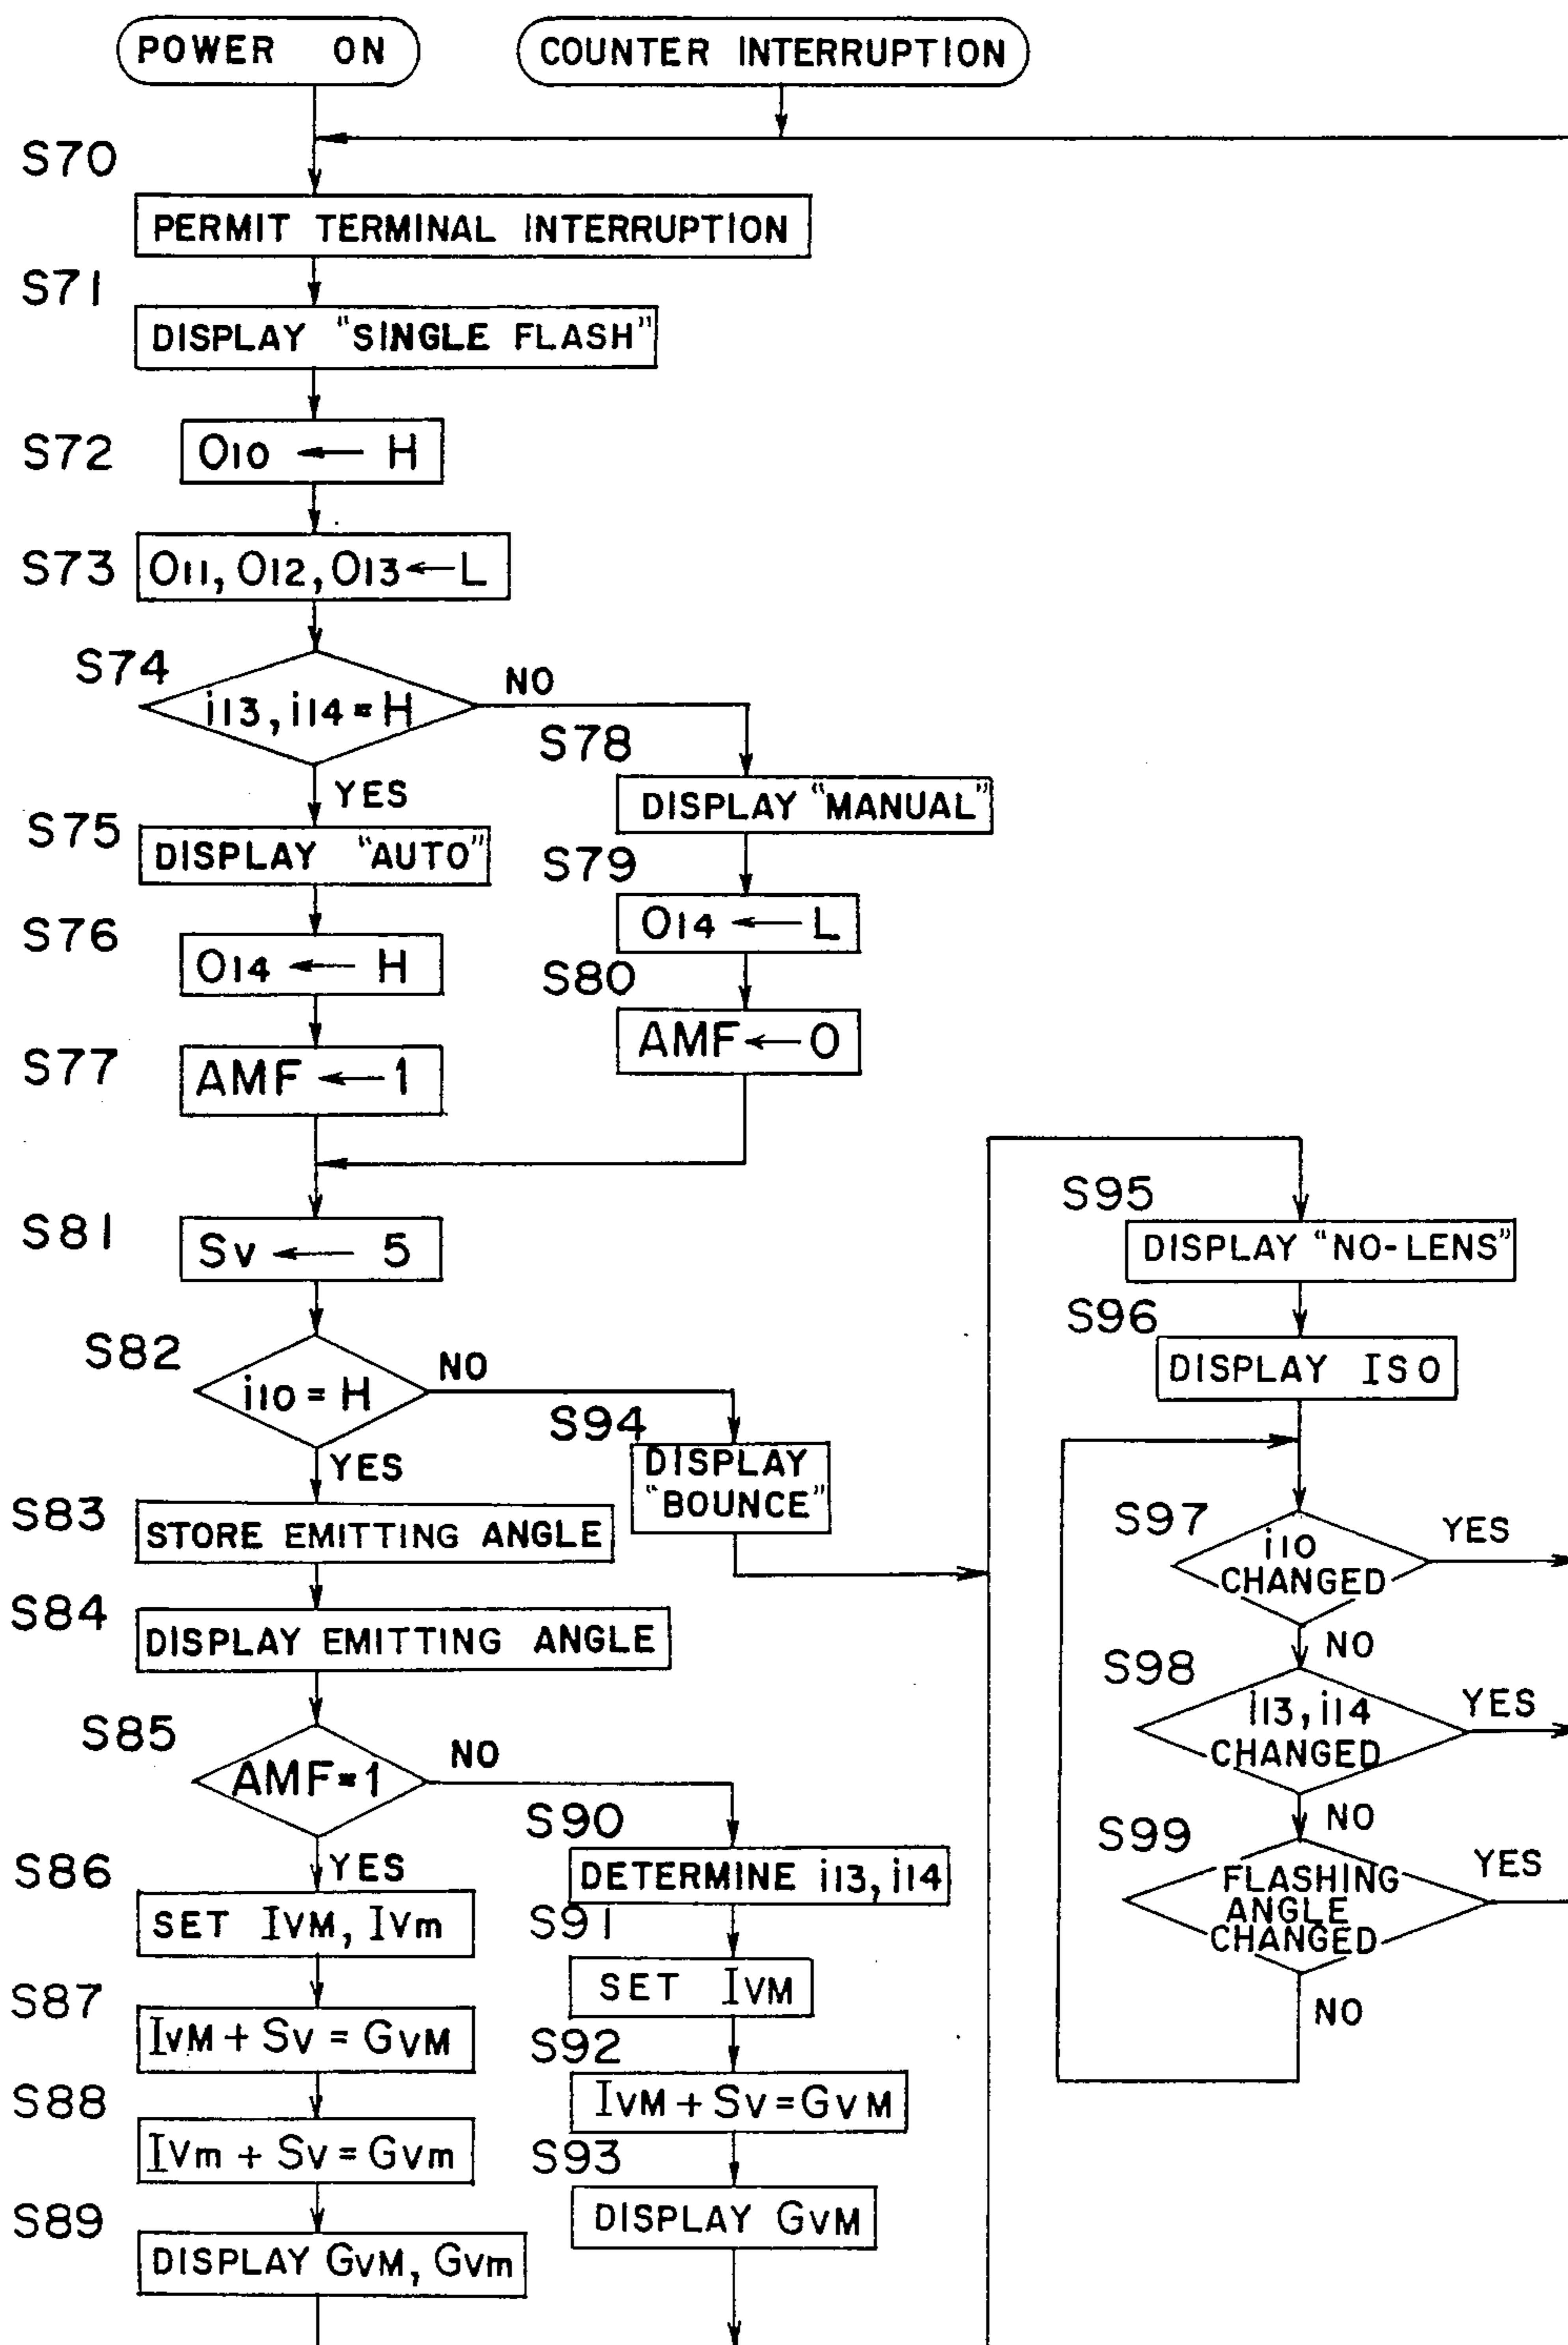 POWER ON
COUNTER INTERRUPTION
S70
PERMIT TERMINAL INTERRUPTION
S71
DISPLAY "SINGLE FLASH"
S72
O10 ← H
S73
O11, O12, O13 ← L
S74
i13, i14 = H
NO
YES
S75
DISPLAY "AUTO"
S76
O14 ← H
S77
AMF ← 1
S78
DISPLAY "MANUAL"
S79
O14 ← L
S80
AMF ← 0
S81
Sv ← 5
S82
i10 = H
NO
YES
S83
STORE EMITTING ANGLE
S84
DISPLAY EMITTING ANGLE
S85
AMF = 1
NO
YES
S86
SET IVM, IVm
S87
IVM + SV = GVM
S88
IVm + SV = GVm
S89
DISPLAY GVM, GVm
S90
DETERMINE i13, i14
S91
SET IVM
S92
IVM + SV = GVM
S93
DISPLAY GVM
S94
DISPLAY
"BOUNCE"
S95
DISPLAY "NO-LENS"
S96
DISPLAY ISO
S97
i10
CHANGED
YES
NO
S98
i13, i14
CHANGED
YES
NO
S99
FLASHING
ANGLE
CHANGED
YES
NO